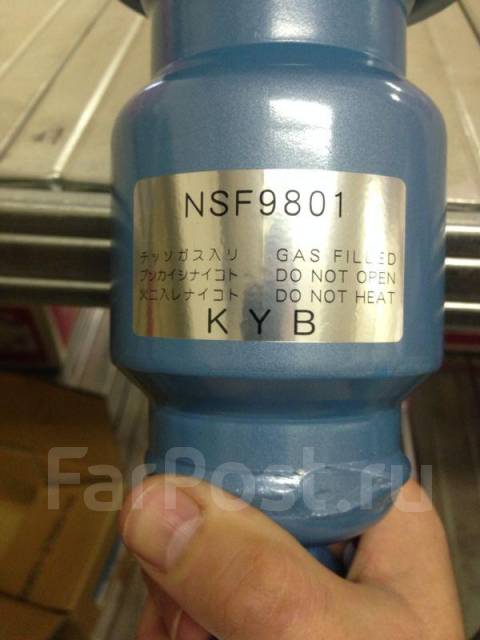 NSF9801
チッソガス入リ GAS FILLED
ブンカイシナイコト DO NOT OPEN
火ニ入レナイコト DO NOT HEAT
KYB
FarPost.ru